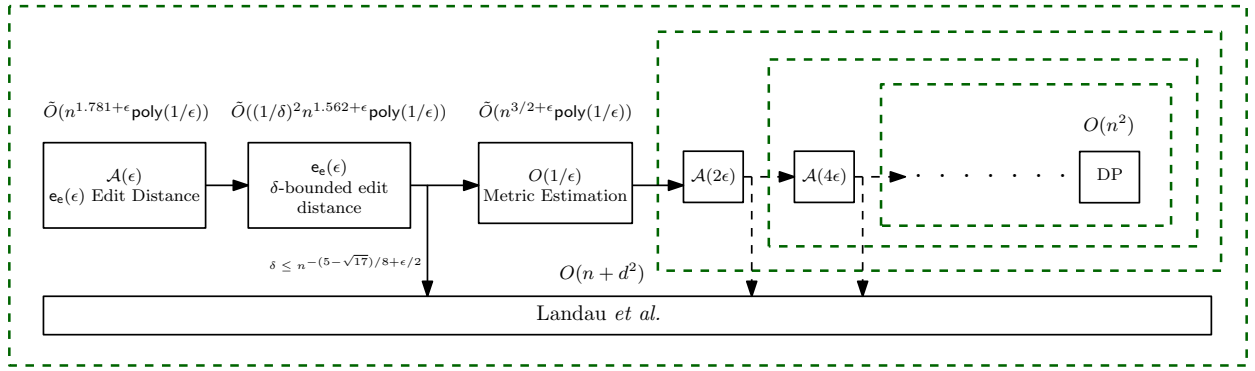 Õ(n^{1.781+ϵ}poly(1/ϵ))
Õ((1/δ)^2 n^{1.562+ϵ}poly(1/ϵ))
Õ(n^{3/2+ϵ}poly(1/ϵ))
O(n^2)
𝒜(ϵ)
e_e(ϵ) Edit Distance
e_e(ϵ)
δ-bounded edit
distance
O(1/ϵ)
Metric Estimation
𝒜(2ϵ)
𝒜(4ϵ)
DP
δ ≤ n^{−(5−√17)/8+ϵ/2}
O(n + d^2)
Landau et al.